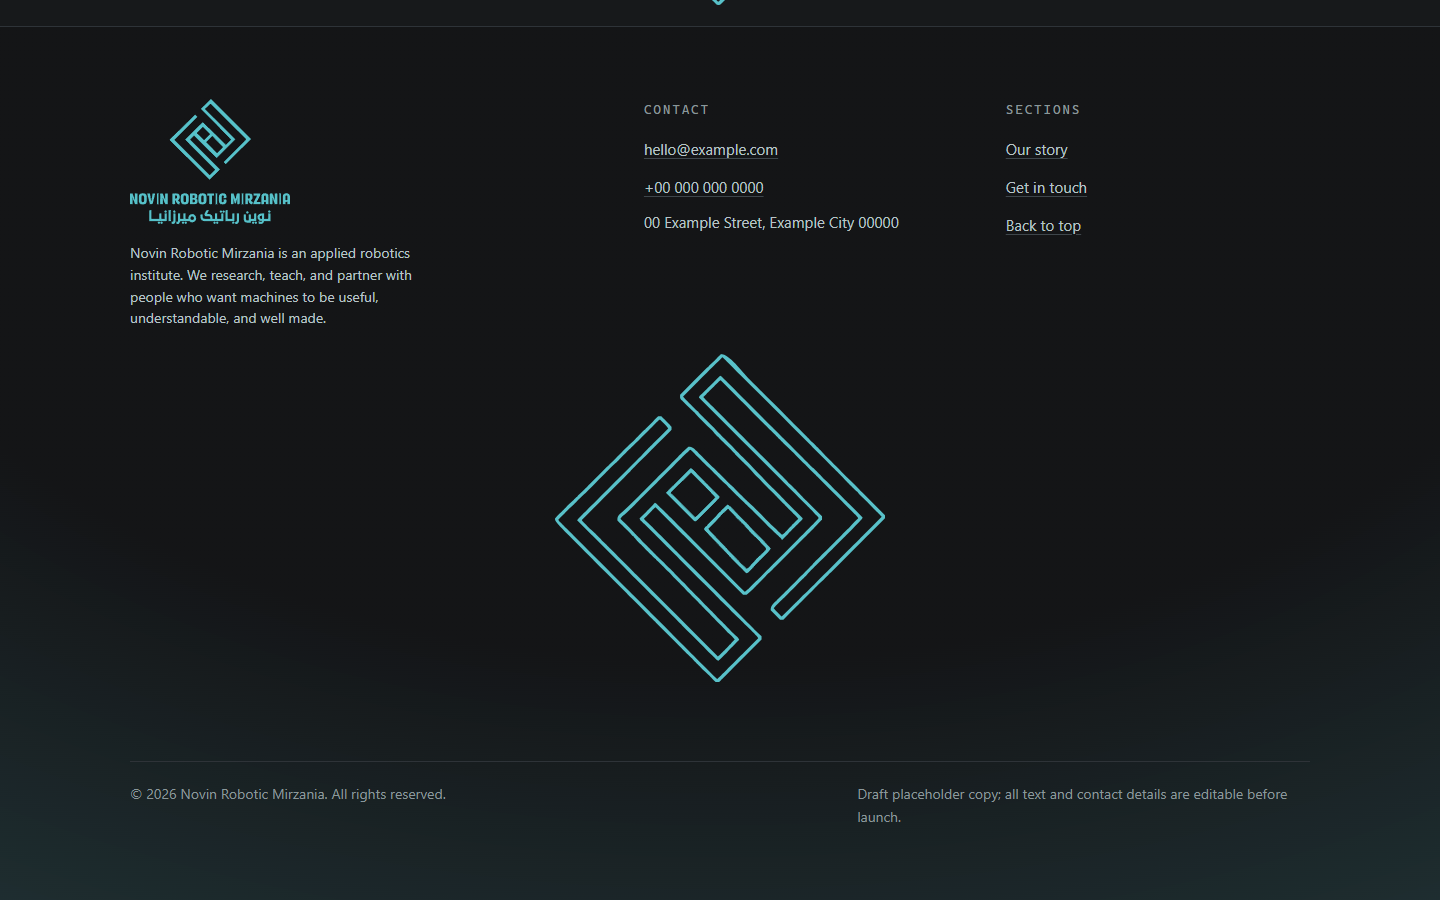 NOVIN ROBOTIC MIRZANIA
نوین رباتیک میرزانیا
Novin Robotic Mirzania is an applied robotics
institute. We research, teach, and partner with
people who want machines to be useful,
understandable, and well made.
CONTACT
hello@example.com
+00 000 000 0000
00 Example Street, Example City 00000
SECTIONS
Our story
Get in touch
Back to top
© 2026 Novin Robotic Mirzania. All rights reserved.
Draft placeholder copy; all text and contact details are editable before
launch.